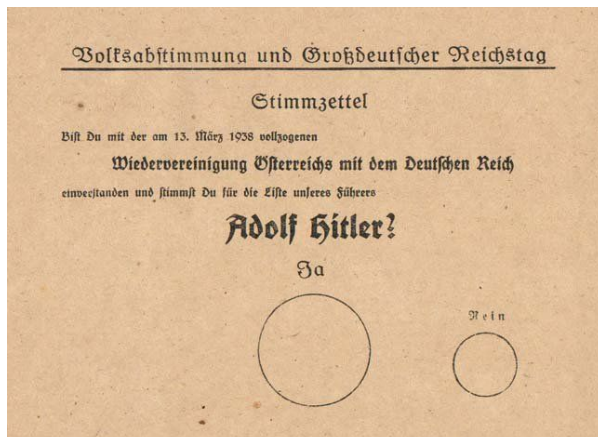 Volksabstimmung und Großdeutscher Reichstag
Stimmzettel
Bist Du mit der am 13. März 1938 vollzogenen
Wiedervereinigung Österreichs mit dem Deutschen Reich
einverstanden und stimmst Du für die Liste unseres Führers
Adolf Hitler?
Ja
Nein